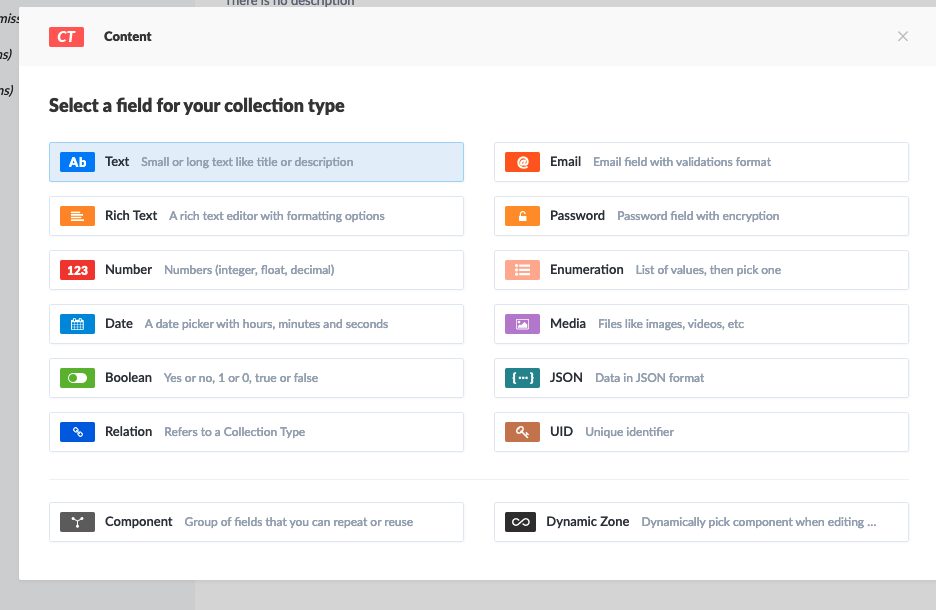 There is no description
miss
ns)
ns)
CT Content ×
Select a field for your collection type
Ab Text Small or long text like title or description
@ Email Email field with validations format
Rich Text A rich text editor with formatting options
Password Password field with encryption
123 Number Numbers (integer, float, decimal)
Enumeration List of values, then pick one
Date A date picker with hours, minutes and seconds
Media Files like images, videos, etc
Boolean Yes or no, 1 or 0, true or false
{···} JSON Data in JSON format
Relation Refers to a Collection Type
UID Unique identifier
Component Group of fields that you can repeat or reuse
Dynamic Zone Dynamically pick component when editing ...